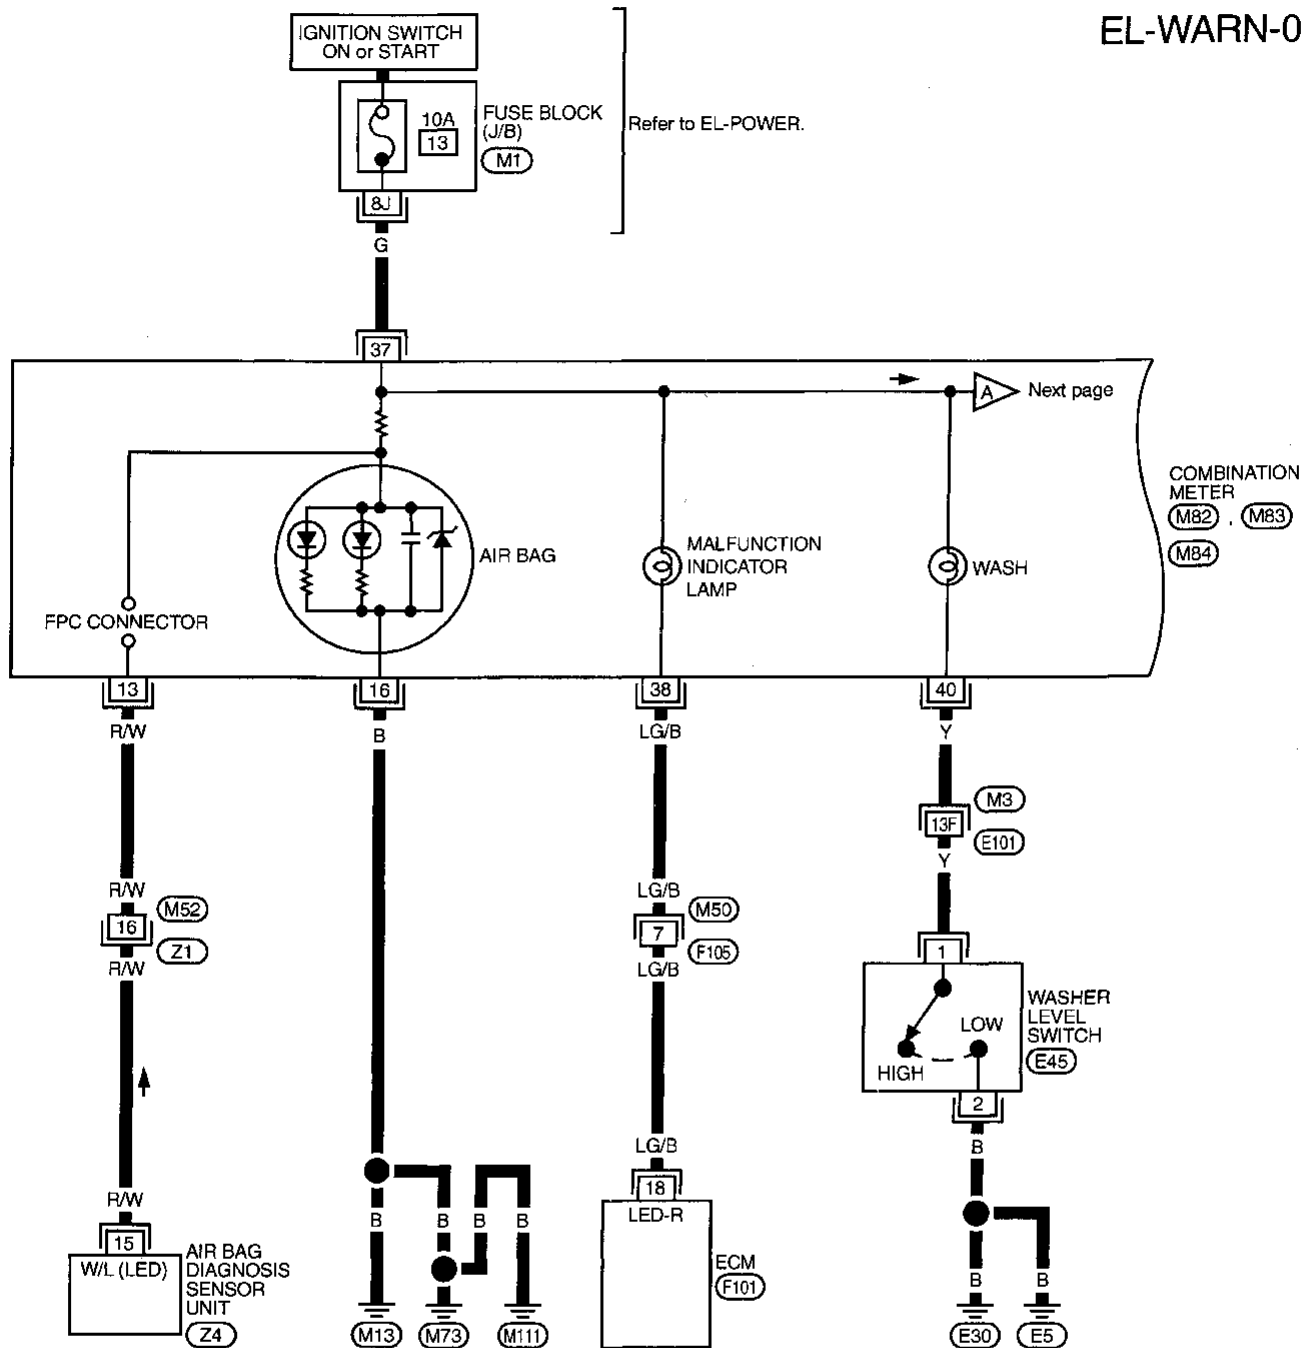 EL-WARN-0
IGNITION SWITCH
ON or START
10A
13
FUSE BLOCK
(J/B)
M1
Refer to EL-POWER.
8J
G
37
A
Next page
COMBINATION
METER
M82 , M83
M84
AIR BAG
MALFUNCTION
INDICATOR
LAMP
WASH
FPC CONNECTOR
13
16
38
40
R/W
B
LG/B
Y
M3
13F
E101
Y
R/W
LG/B
M52
16
Z1
M50
7
F105
R/W
LG/B
1
WASHER
LEVEL
SWITCH
E45
LOW
HIGH
2
B
LG/B
R/W
18
LED-R
15
W/L (LED)
AIR BAG
DIAGNOSIS
SENSOR
UNIT
Z4
B
B
B
B
M13
M73
M111
ECM
F101
B
B
E30
E5